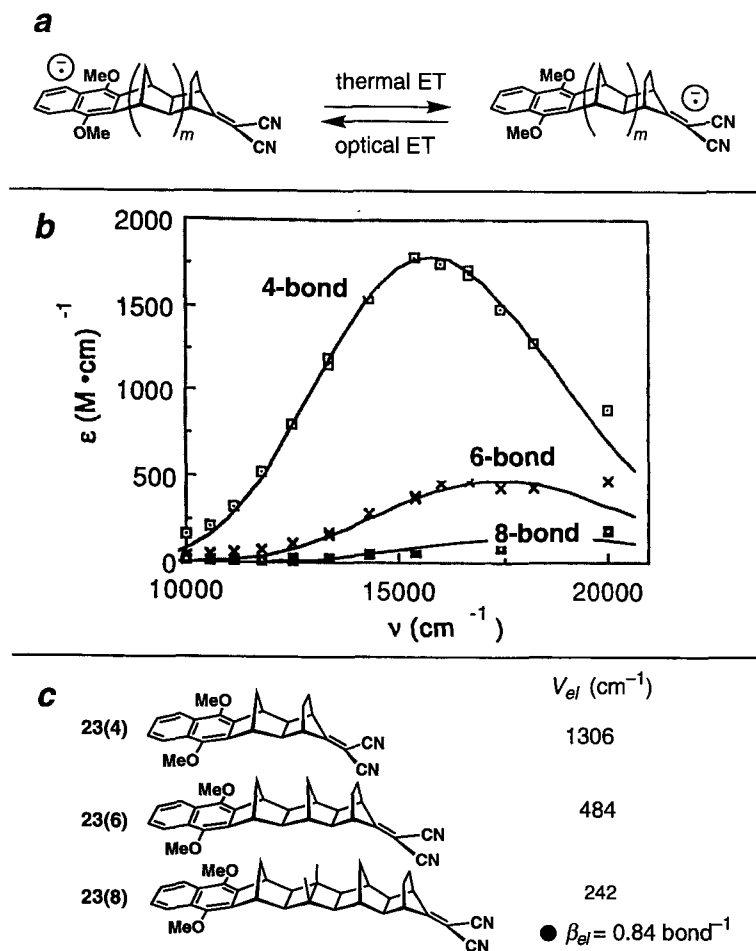 a
MeO
OMe
m
CN
CN
thermal ET
optical ET
MeO
MeO
m
CN
CN
b
ε (M •cm)⁻¹
2000
1500
1000
500
0
4-bond
6-bond
8-bond
10000 15000 20000
ν (cm⁻¹)
c
V_el (cm⁻¹)
23(4)
MeO
MeO
CN
CN
1306
23(6)
MeO
MeO
CN
CN
484
23(8)
MeO
MeO
CN
CN
242
● β_el = 0.84 bond⁻¹